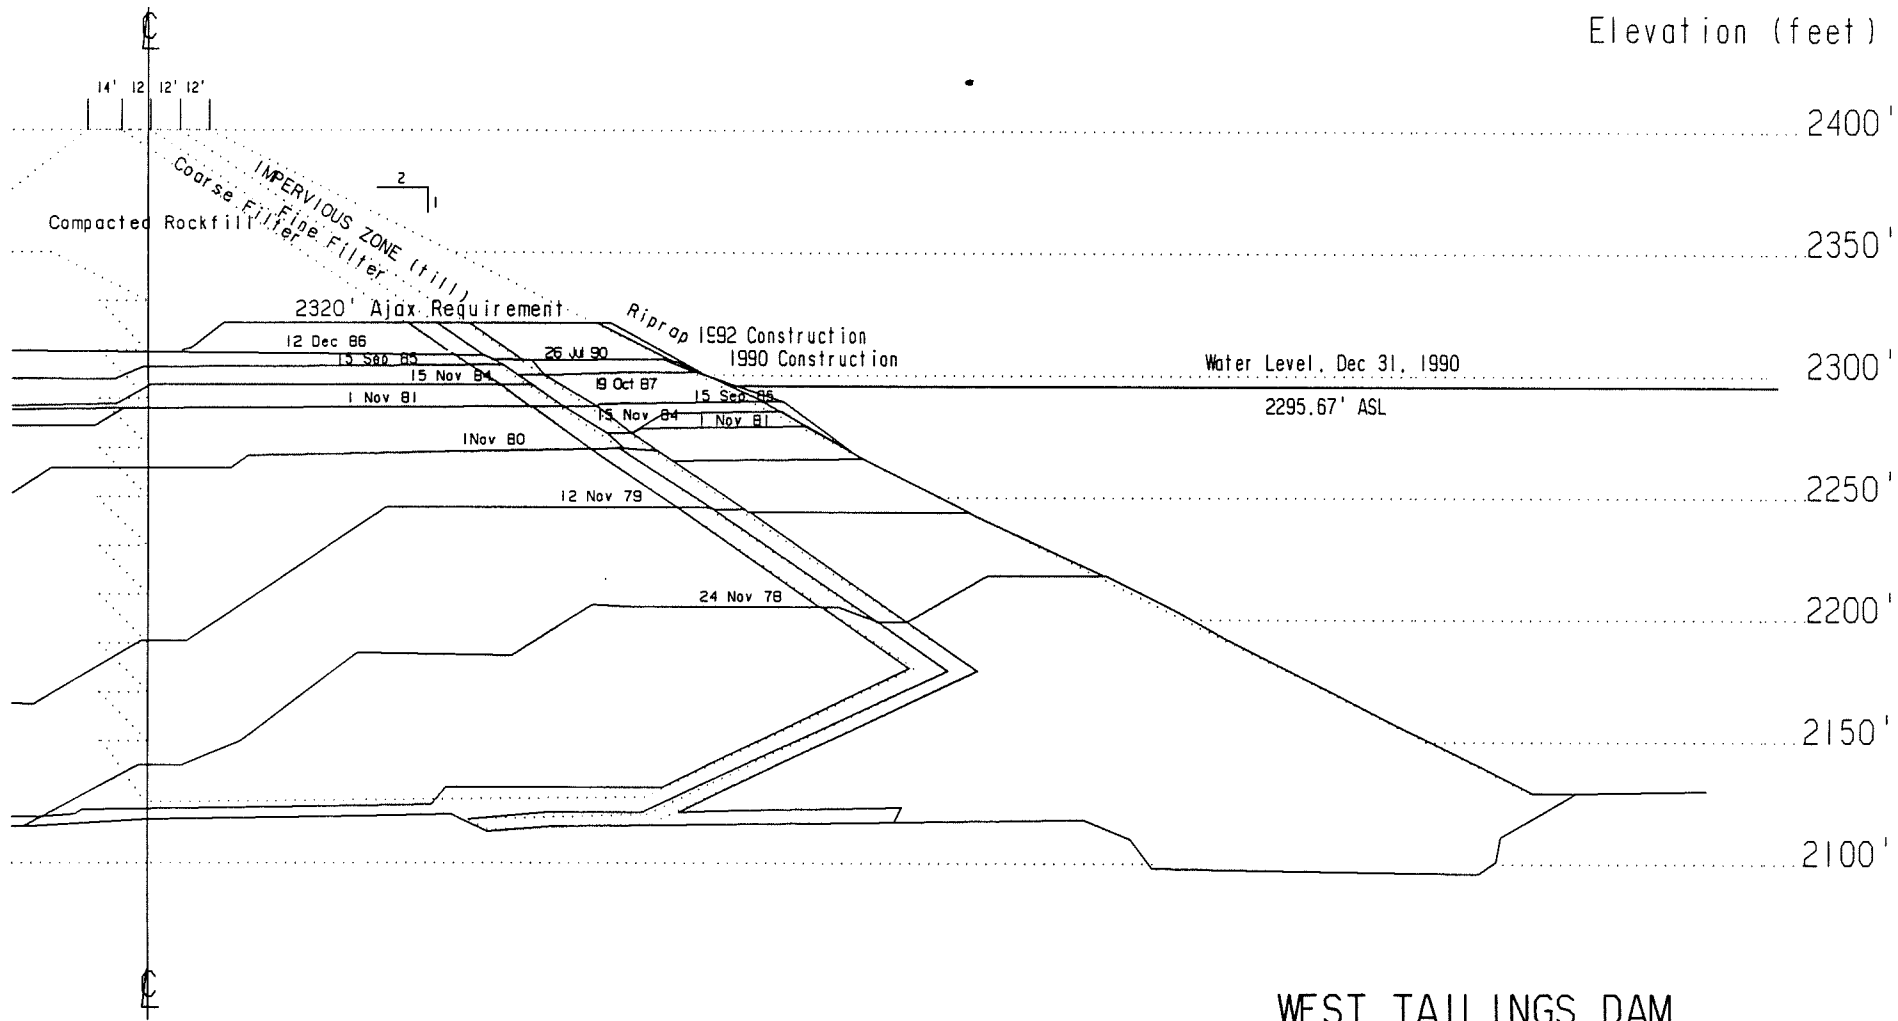 ℄
Elevation (feet)
14' 12 12' 12'
2400'
IMPERVIOUS ZONE (till)
Fine Filter
Coarse Filter
2
1
Compacted Rockfill
2350'
2320' Ajax Requirement
Riprap 1992 Construction
12 Dec 86
26 Jul 90
1990 Construction
15 Sep 85
Water Level, Dec 31, 1990
2300'
15 Nov 84
19 Oct 87
1 Nov 81
15 Sep 85
2295.67' ASL
15 Nov 84
1 Nov 81
1Nov 80
12 Nov 79
2250'
24 Nov 78
2200'
2150'
2100'
℄
WEST TAILINGS DAM